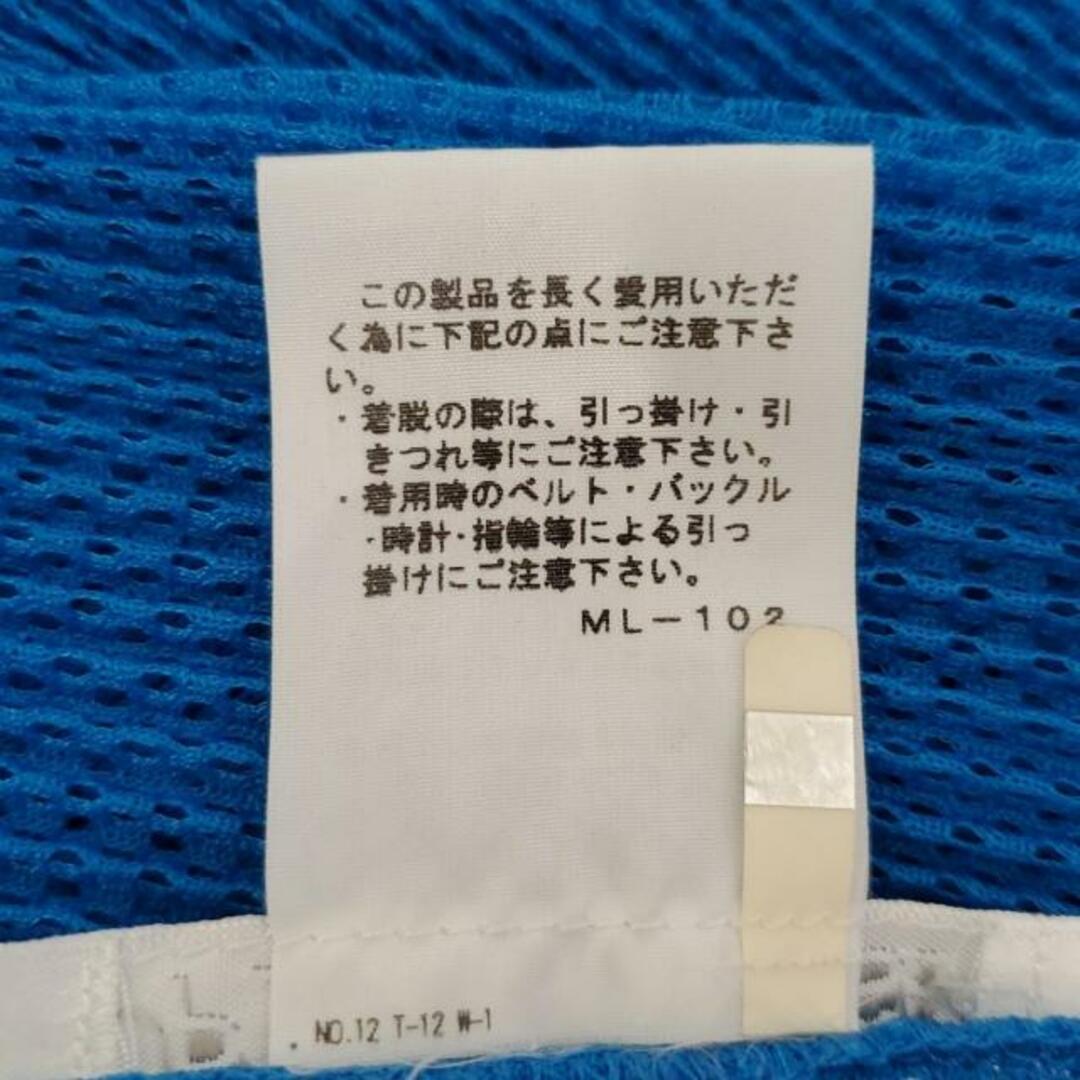 この製品を長く愛用いただ
く為に下記の点にご注意下さ
い。
・着脱の際は、引っ掛け・引
きつれ等にご注意下さい。
・着用時のベルト・バックル
・時計・指輪等による引っ
掛けにご注意下さい。
ML－102
NO.12 T-12 W-1